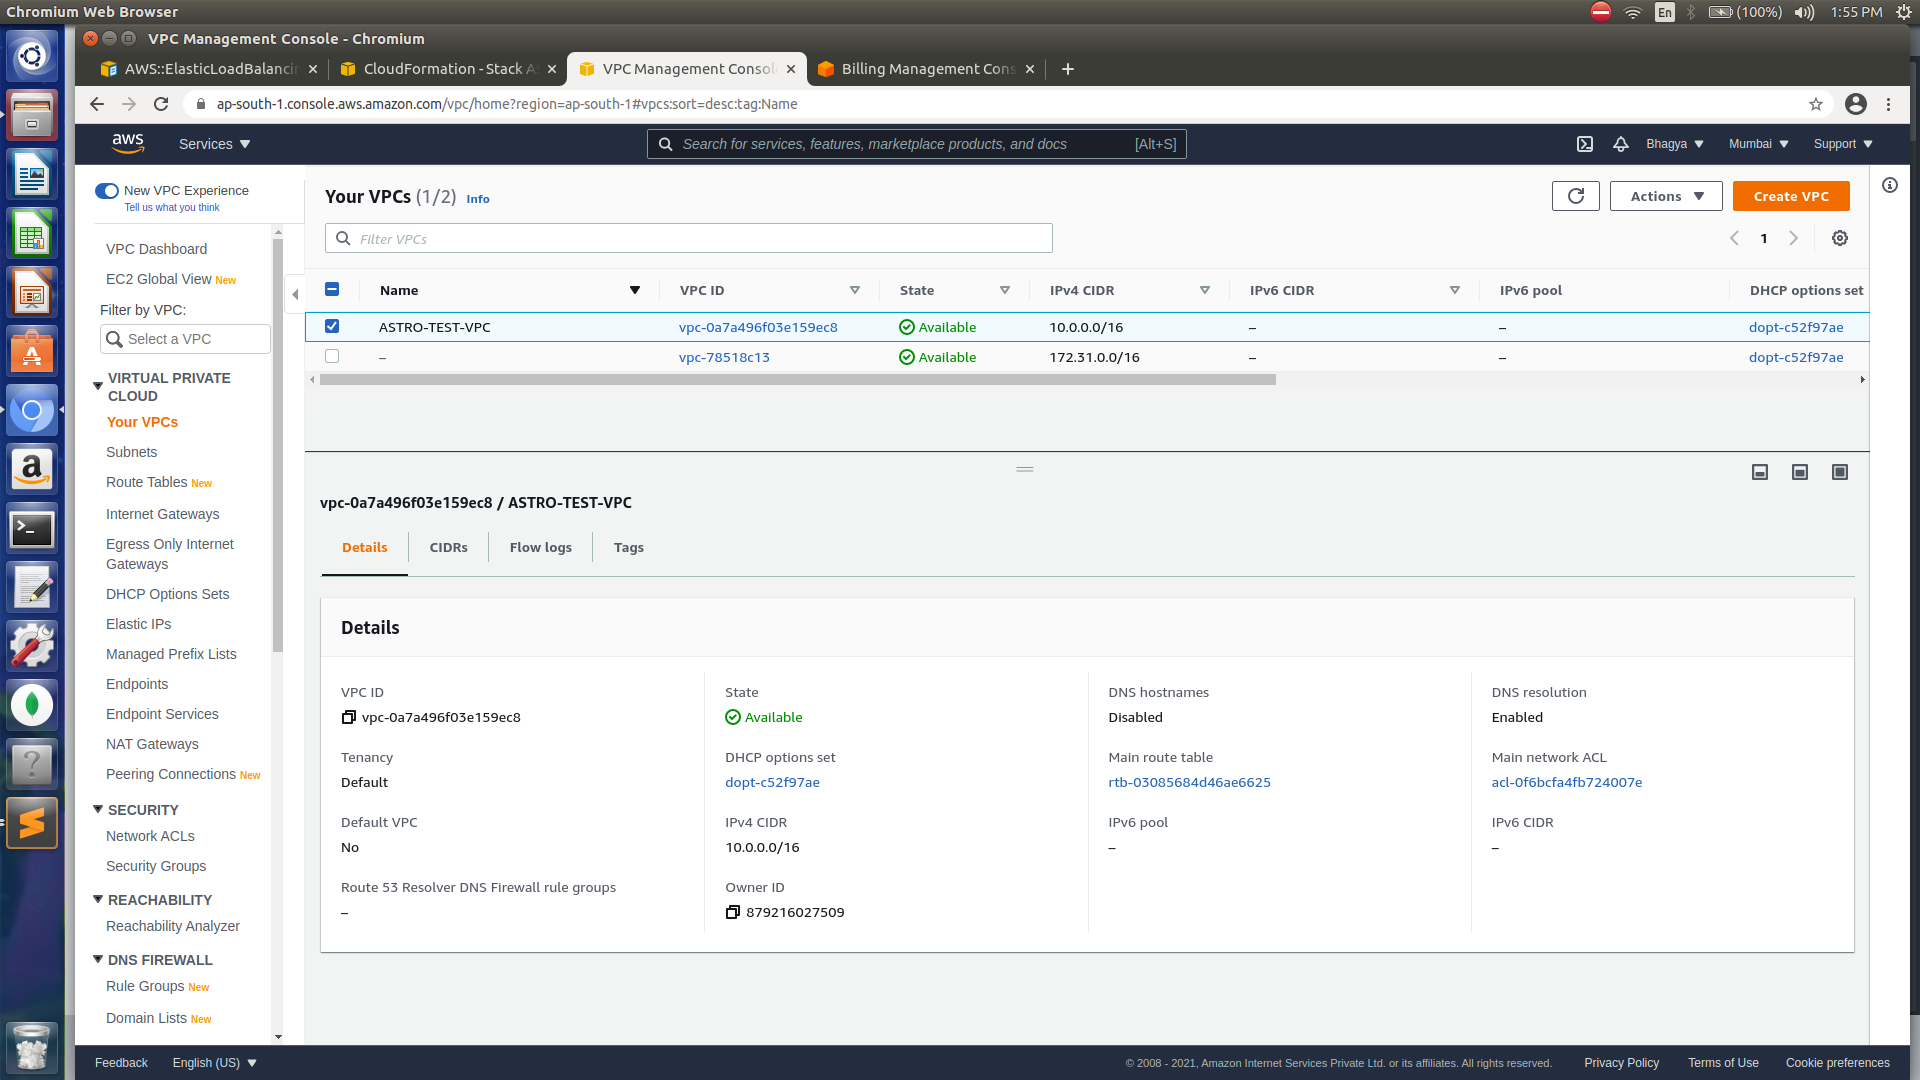 Chromium Web Browser
En
(100%)
1:55 PM
VPC Management Console - Chromium
AWS::ElasticLoadBalancin
CloudFormation - Stack A
VPC Management Consol
Billing Management Cons
ap-south-1.console.aws.amazon.com/vpc/home?region=ap-south-1#vpcs:sort=desc:tag:Name
aws
Services
Search for services, features, marketplace products, and docs
[Alt+S]
Bhagya
Mumbai
Support
New VPC Experience
Tell us what you think
VPC Dashboard
EC2 Global View New
Filter by VPC:
Select a VPC
VIRTUAL PRIVATE
CLOUD
Your VPCs
Subnets
Route Tables New
Internet Gateways
Egress Only Internet
Gateways
DHCP Options Sets
Elastic IPs
Managed Prefix Lists
Endpoints
Endpoint Services
NAT Gateways
Peering Connections New
SECURITY
Network ACLs
Security Groups
REACHABILITY
Reachability Analyzer
DNS FIREWALL
Rule Groups New
Domain Lists New
Your VPCs (1/2) Info
Actions
Create VPC
Filter VPCs
1
Name VPC ID State IPv4 CIDR IPv6 CIDR IPv6 pool DHCP options set
ASTRO-TEST-VPC vpc-0a7a496f03e159ec8 Available 10.0.0.0/16 – – dopt-c52f97ae
– vpc-78518c13 Available 172.31.0.0/16 – – dopt-c52f97ae
vpc-0a7a496f03e159ec8 / ASTRO-TEST-VPC
Details CIDRs Flow logs Tags
Details
VPC ID
vpc-0a7a496f03e159ec8
State
Available
DNS hostnames
Disabled
DNS resolution
Enabled
Tenancy
Default
DHCP options set
dopt-c52f97ae
Main route table
rtb-03085684d46ae6625
Main network ACL
acl-0f6bcfa4fb724007e
Default VPC
No
IPv4 CIDR
10.0.0.0/16
IPv6 pool
–
IPv6 CIDR
–
Route 53 Resolver DNS Firewall rule groups
–
Owner ID
879216027509
Feedback
English (US)
© 2008 - 2021, Amazon Internet Services Private Ltd. or its affiliates. All rights reserved.
Privacy Policy
Terms of Use
Cookie preferences